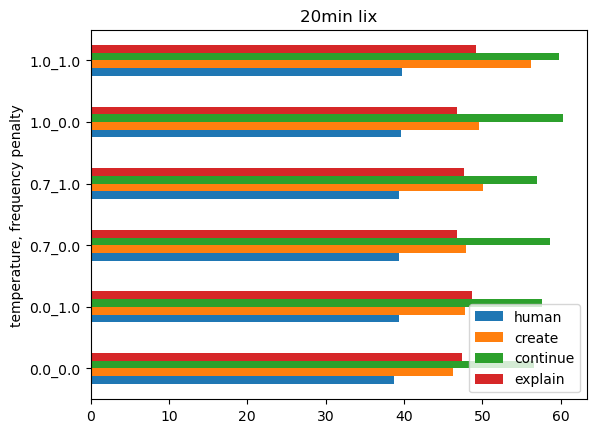 20min lix
temperature, frequency penalty
1.0_1.0
1.0_0.0
0.7_1.0
0.7_0.0
0.0_1.0
0.0_0.0
human
create
continue
explain
0 10 20 30 40 50 60